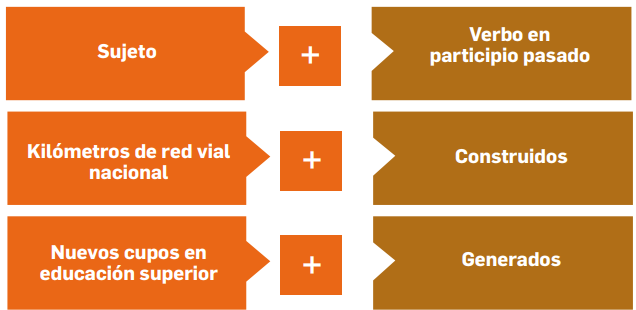 Sujeto
+
Verbo en
participio pasado
Kilómetros de red vial
nacional
+
Construidos
Nuevos cupos en
educación superior
+
Generados